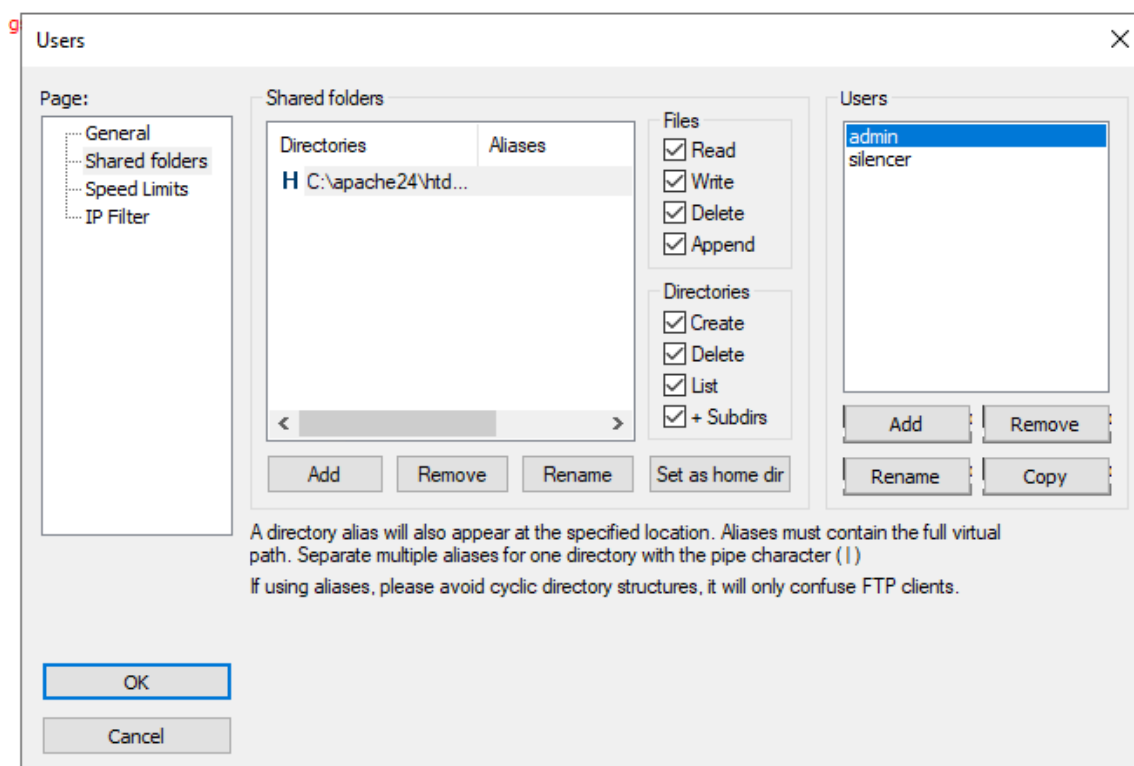 g
Users
Page:
General
Shared folders
Speed Limits
IP Filter
Shared folders
Directories Aliases
H C:\apache24\htd...
Files
Read
Write
Delete
Append
Directories
Create
Delete
List
+ Subdirs
Add Remove Rename Set as home dir
Users
admin
silencer
Add Remove
Rename Copy
A directory alias will also appear at the specified location. Aliases must contain the full virtual
path. Separate multiple aliases for one directory with the pipe character ( | )
If using aliases, please avoid cyclic directory structures, it will only confuse FTP clients.
OK
Cancel